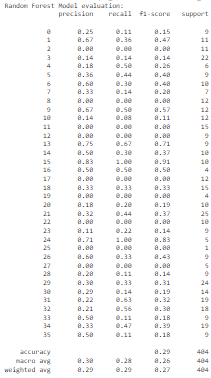 Random Forest Model evaluation:
precision recall f1-score support
0 0.25 0.11 0.15 9
1 0.67 0.36 0.47 11
2 0.00 0.00 0.00 11
3 0.14 0.14 0.14 22
4 0.18 0.50 0.26 6
5 0.36 0.44 0.40 9
6 0.60 0.30 0.40 10
7 0.33 0.14 0.20 7
8 0.00 0.00 0.00 12
9 0.67 0.50 0.57 12
10 0.14 0.08 0.11 12
11 0.00 0.00 0.00 15
12 0.00 0.00 0.00 9
13 0.75 0.67 0.71 9
14 0.50 0.30 0.37 10
15 0.83 1.00 0.91 10
16 0.50 0.50 0.50 4
17 0.00 0.00 0.00 12
18 0.33 0.33 0.33 15
19 0.00 0.00 0.00 4
20 0.18 0.20 0.19 10
21 0.32 0.44 0.37 25
22 0.00 0.00 0.00 10
23 0.11 0.22 0.14 9
24 0.71 1.00 0.83 5
25 0.00 0.00 0.00 1
26 0.60 0.33 0.43 9
27 0.00 0.00 0.00 5
28 0.20 0.11 0.14 9
29 0.30 0.33 0.31 24
30 0.29 0.14 0.19 14
31 0.22 0.63 0.32 19
32 0.21 0.56 0.30 18
33 0.50 0.11 0.18 9
34 0.33 0.47 0.39 19
35 0.50 0.11 0.18 9
accuracy 0.29 404
macro avg 0.30 0.28 0.26 404
weighted avg 0.29 0.29 0.27 404